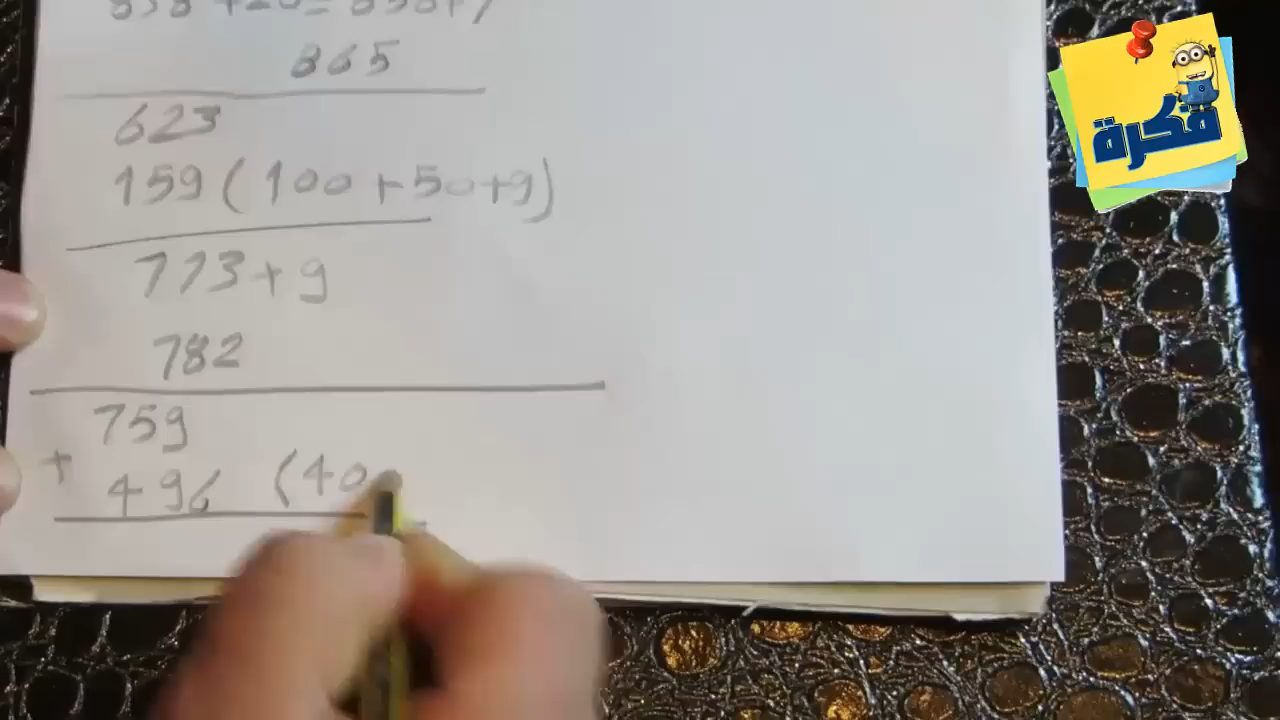 865
623
159 (100 + 50 + 9)
773 + 9
782
759
+
496 (40
فكرة